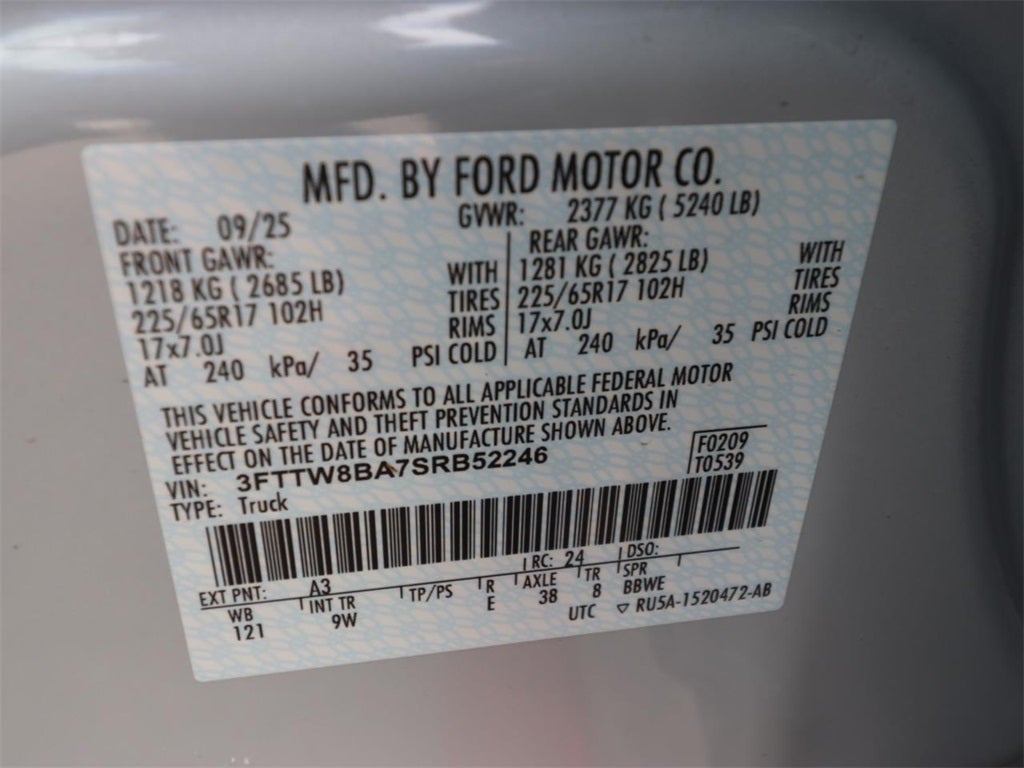 MFD. BY FORD MOTOR CO.
DATE: 09/25 GVWR: 2377 KG ( 5240 LB)
FRONT GAWR: REAR GAWR:
1218 KG ( 2685 LB) WITH 1281 KG ( 2825 LB) WITH
225/65R17 102H TIRES 225/65R17 102H TIRES
17x7.0J RIMS 17x7.0J RIMS
AT 240 kPa/ 35 PSI COLD AT 240 kPa/ 35 PSI COLD
THIS VEHICLE CONFORMS TO ALL APPLICABLE FEDERAL MOTOR
VEHICLE SAFETY AND THEFT PREVENTION STANDARDS IN
EFFECT ON THE DATE OF MANUFACTURE SHOWN ABOVE.
VIN: 3FTTW8BA7SRB52246 F0209
TYPE: Truck T0539
EXT PNT: A3 RC: 24 DSO:
WB INT TR TP/PS R AXLE TR SPR
121 9W E 38 8 BBWE
UTC ▽ RU5A-1520472-AB